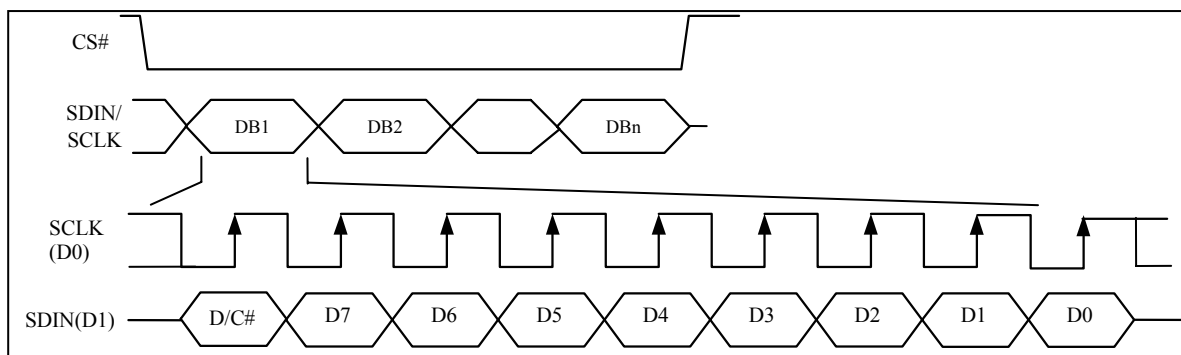 CS#
SDIN/
SCLK
DB1 DB2 DBn
SCLK
(D0)
SDIN(D1) D/C# D7 D6 D5 D4 D3 D2 D1 D0